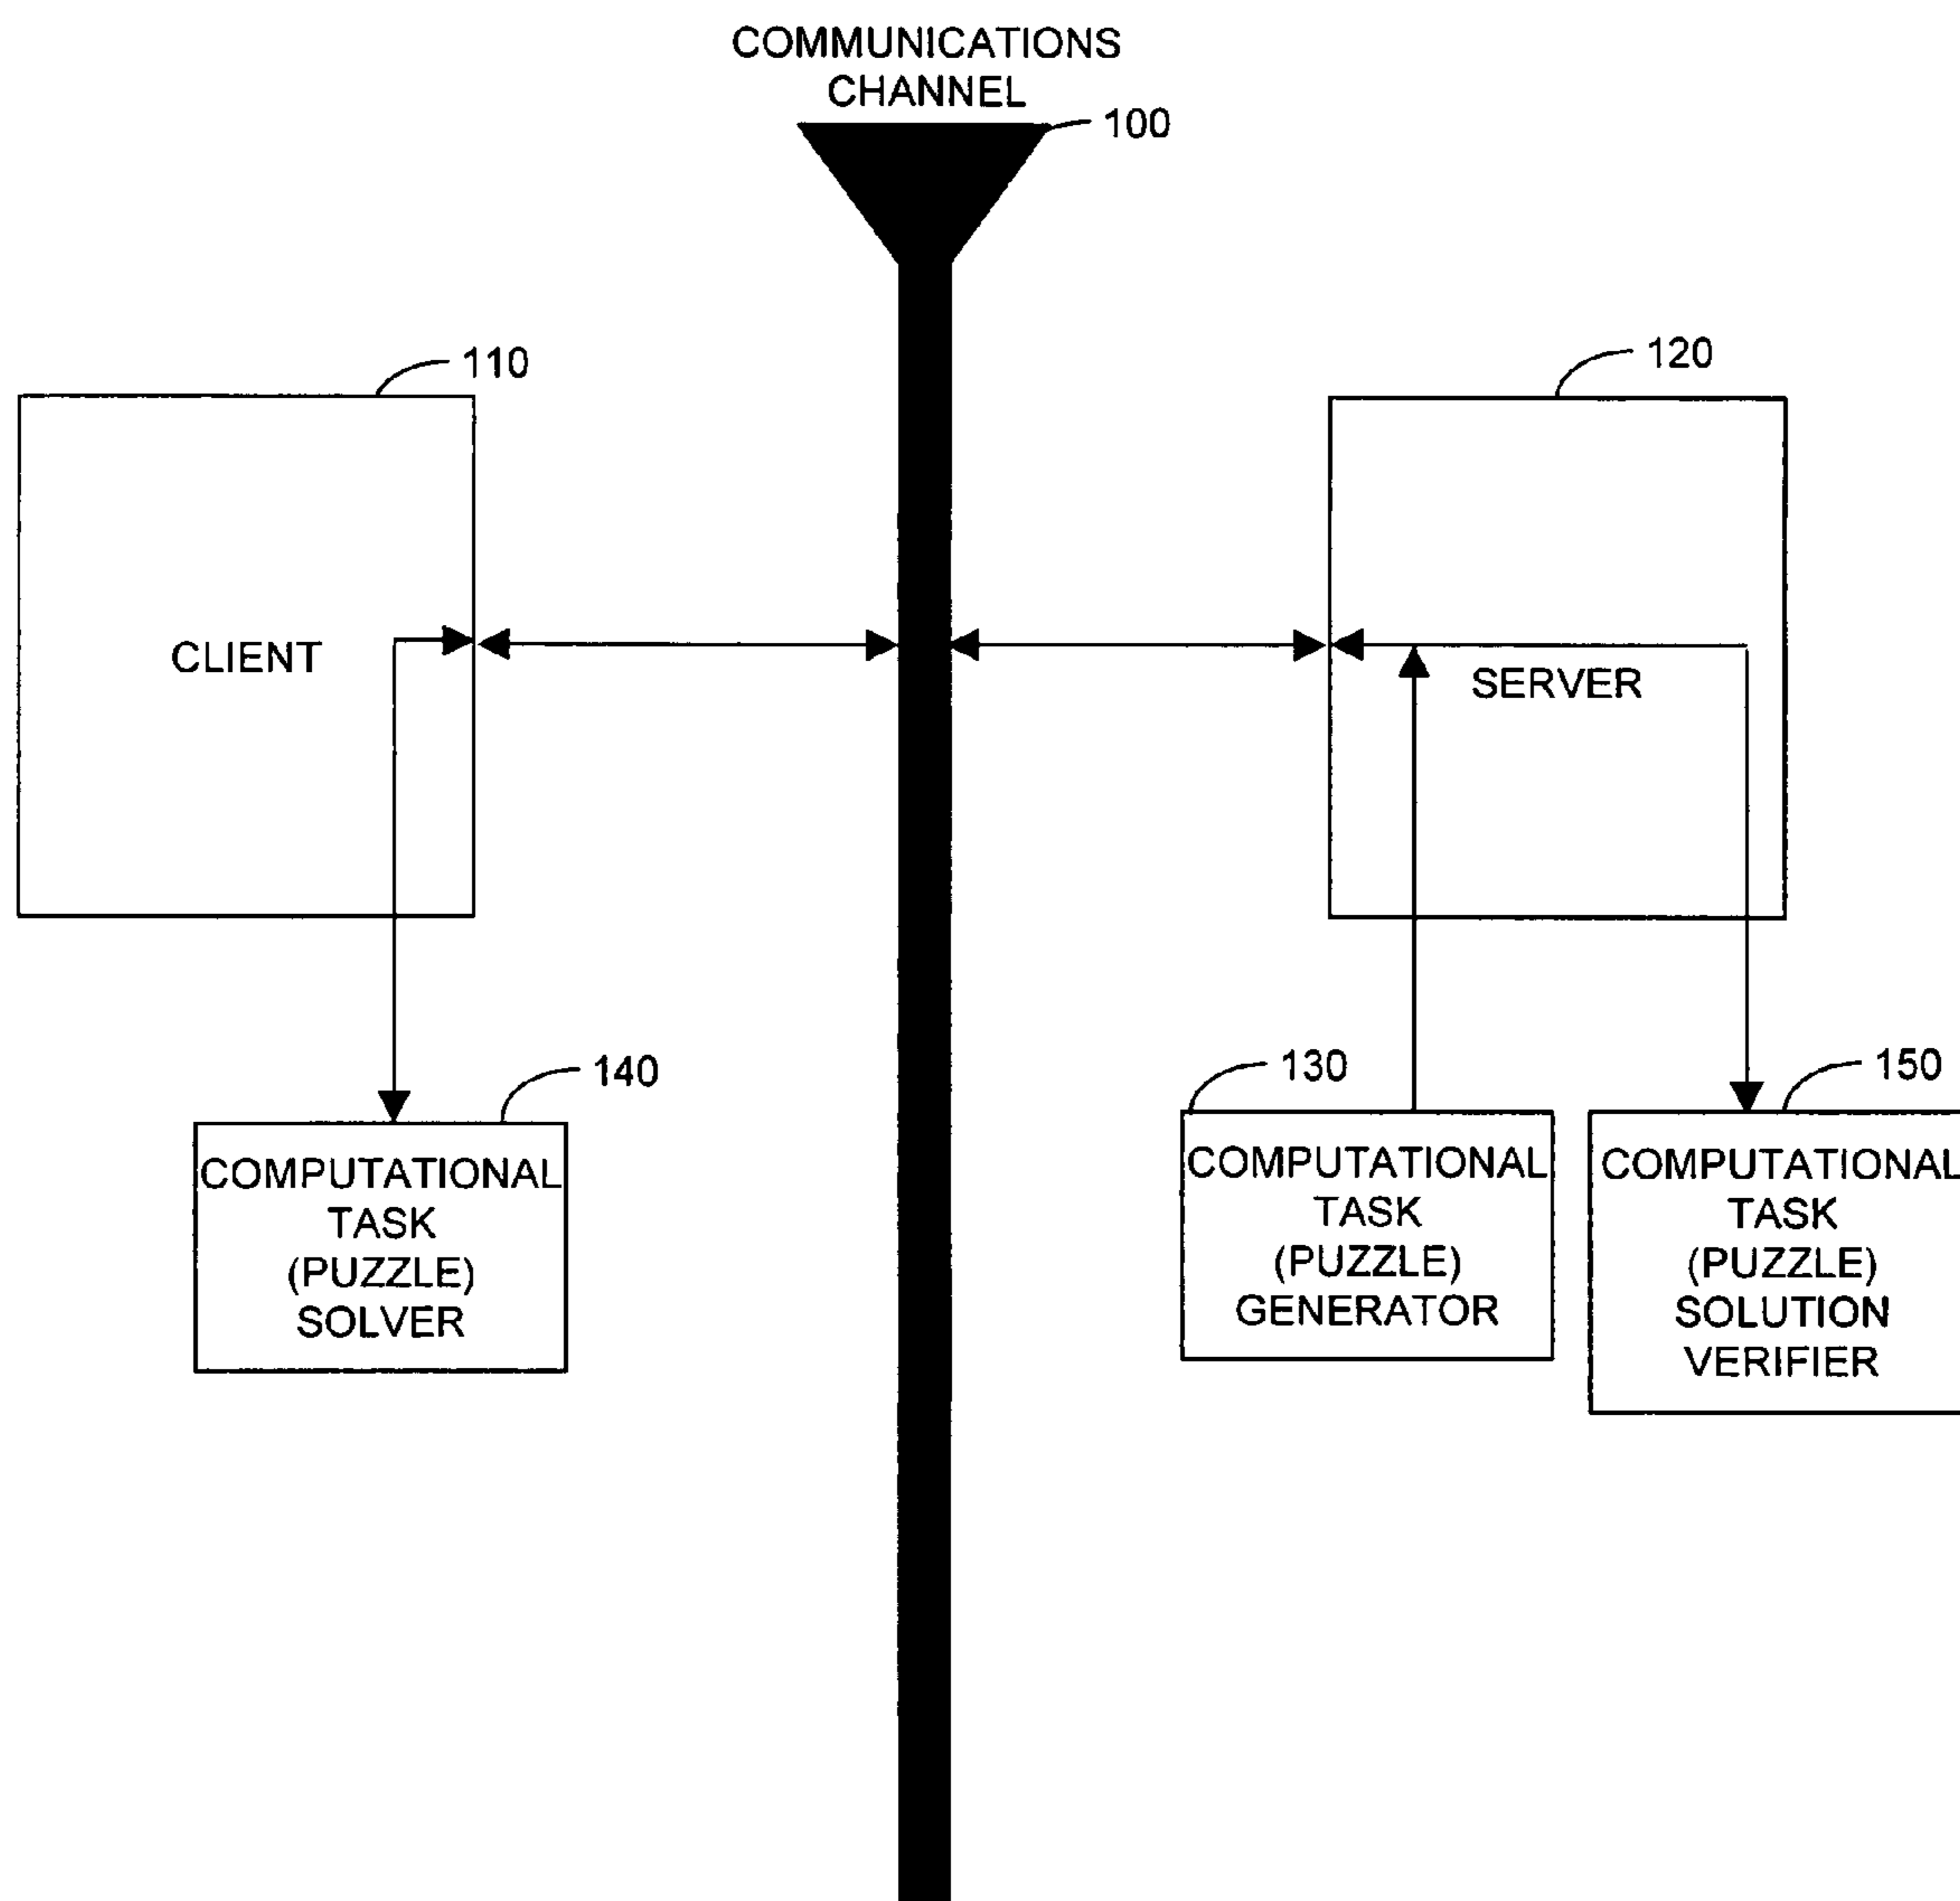 COMMUNICATIONS
CHANNEL
100
110
120
CLIENT
SERVER
140
130
150
COMPUTATIONAL
TASK
(PUZZLE)
SOLVER
COMPUTATIONAL
TASK
(PUZZLE)
GENERATOR
COMPUTATIONAL
TASK
(PUZZLE)
SOLUTION
VERIFIER